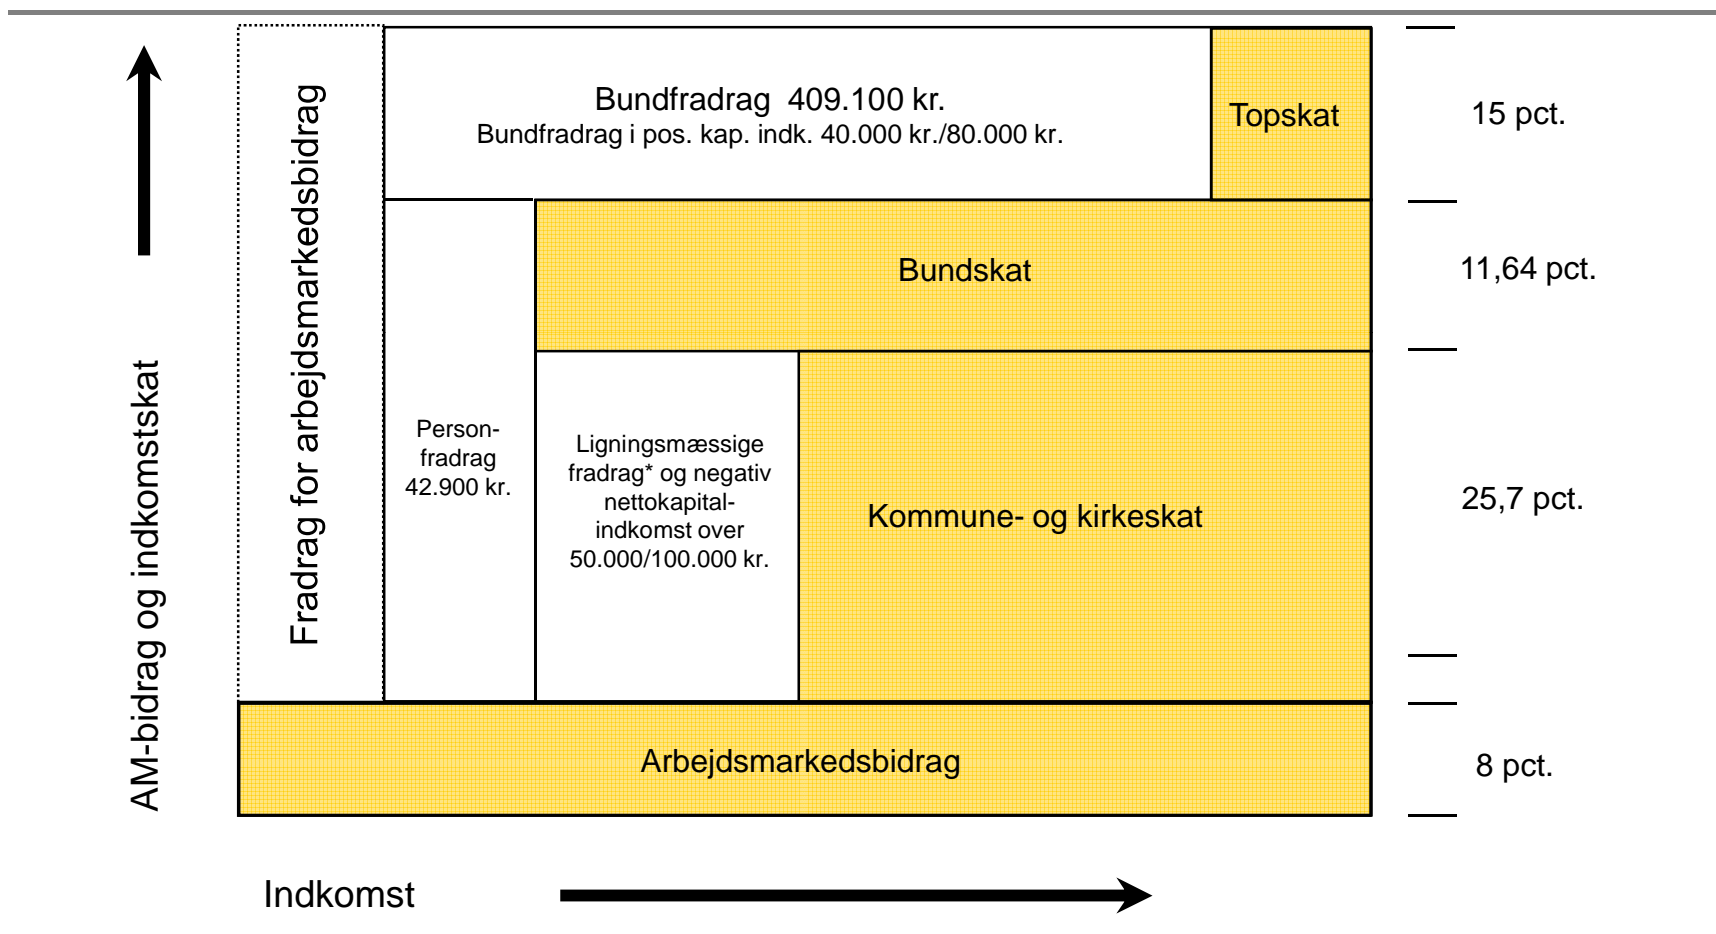 AM-bidrag og indkomstskat
Fradrag for arbejdsmarkedsbidrag
Bundfradrag 409.100 kr.
Bundfradrag i pos. kap. indk. 40.000 kr./80.000 kr.
Topskat
15 pct.
Bundskat
11,64 pct.
Person-
fradrag
42.900 kr.
Ligningsmæssige
fradrag* og negativ
nettokapital-
indkomst over
50.000/100.000 kr.
Kommune- og kirkeskat
25,7 pct.
Arbejdsmarkedsbidrag
8 pct.
Indkomst